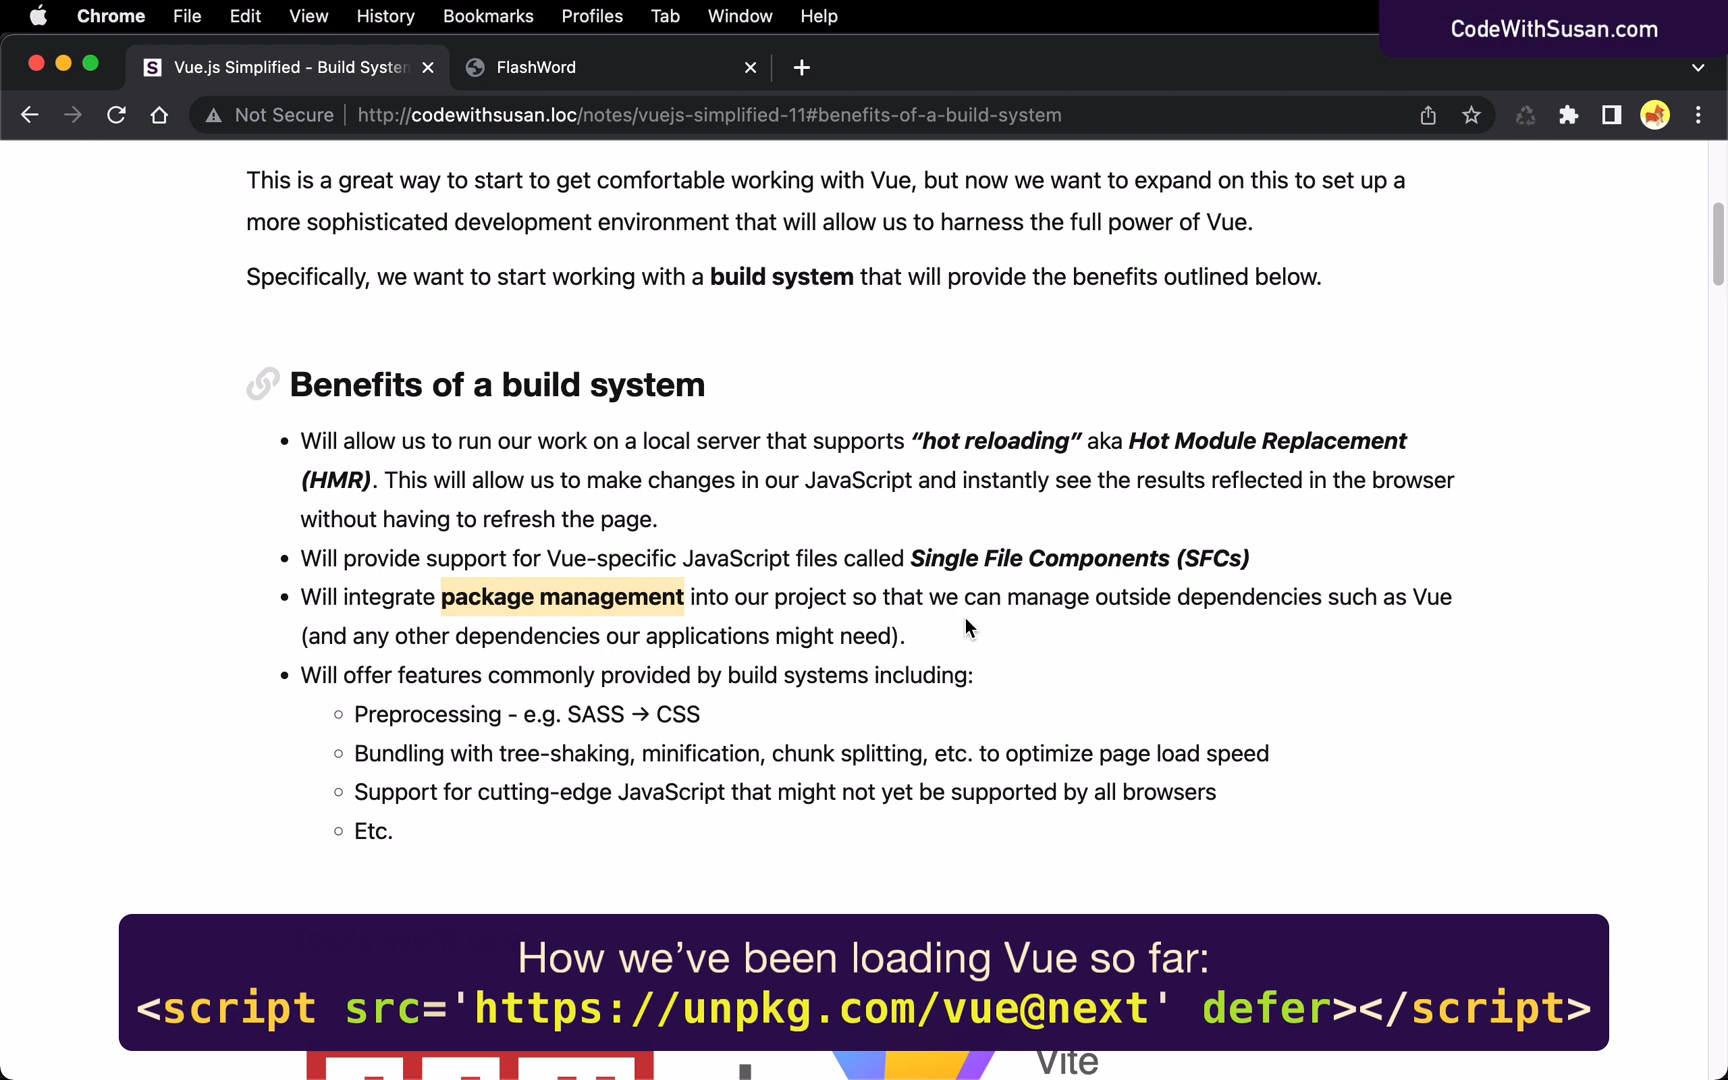 Chrome File Edit View History Bookmarks Profiles Tab Window Help
CodeWithSusan.com
S Vue.js Simplified - Build System
FlashWord
Not Secure http://codewithsusan.loc/notes/vuejs-simplified-11#benefits-of-a-build-system
This is a great way to start to get comfortable working with Vue, but now we want to expand on this to set up a
more sophisticated development environment that will allow us to harness the full power of Vue.
Specifically, we want to start working with a build system that will provide the benefits outlined below.
Benefits of a build system
• Will allow us to run our work on a local server that supports “hot reloading” aka Hot Module Replacement
(HMR). This will allow us to make changes in our JavaScript and instantly see the results reflected in the browser
without having to refresh the page.
• Will provide support for Vue-specific JavaScript files called Single File Components (SFCs)
• Will integrate package management into our project so that we can manage outside dependencies such as Vue
(and any other dependencies our applications might need).
• Will offer features commonly provided by build systems including:
○ Preprocessing - e.g. SASS → CSS
○ Bundling with tree-shaking, minification, chunk splitting, etc. to optimize page load speed
○ Support for cutting-edge JavaScript that might not yet be supported by all browsers
○ Etc.
How we’ve been loading Vue so far:
<script src='https://unpkg.com/vue@next' defer></script>
Vite